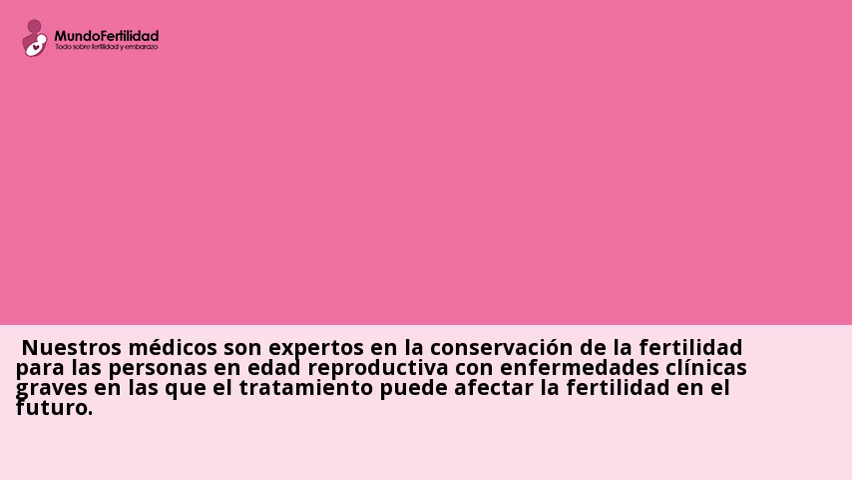 MundoFertilidad
Todo sobre fertilidad y embarazo
Nuestros médicos son expertos en la conservación de la fertilidad
para las personas en edad reproductiva con enfermedades clínicas
graves en las que el tratamiento puede afectar la fertilidad en el
futuro.